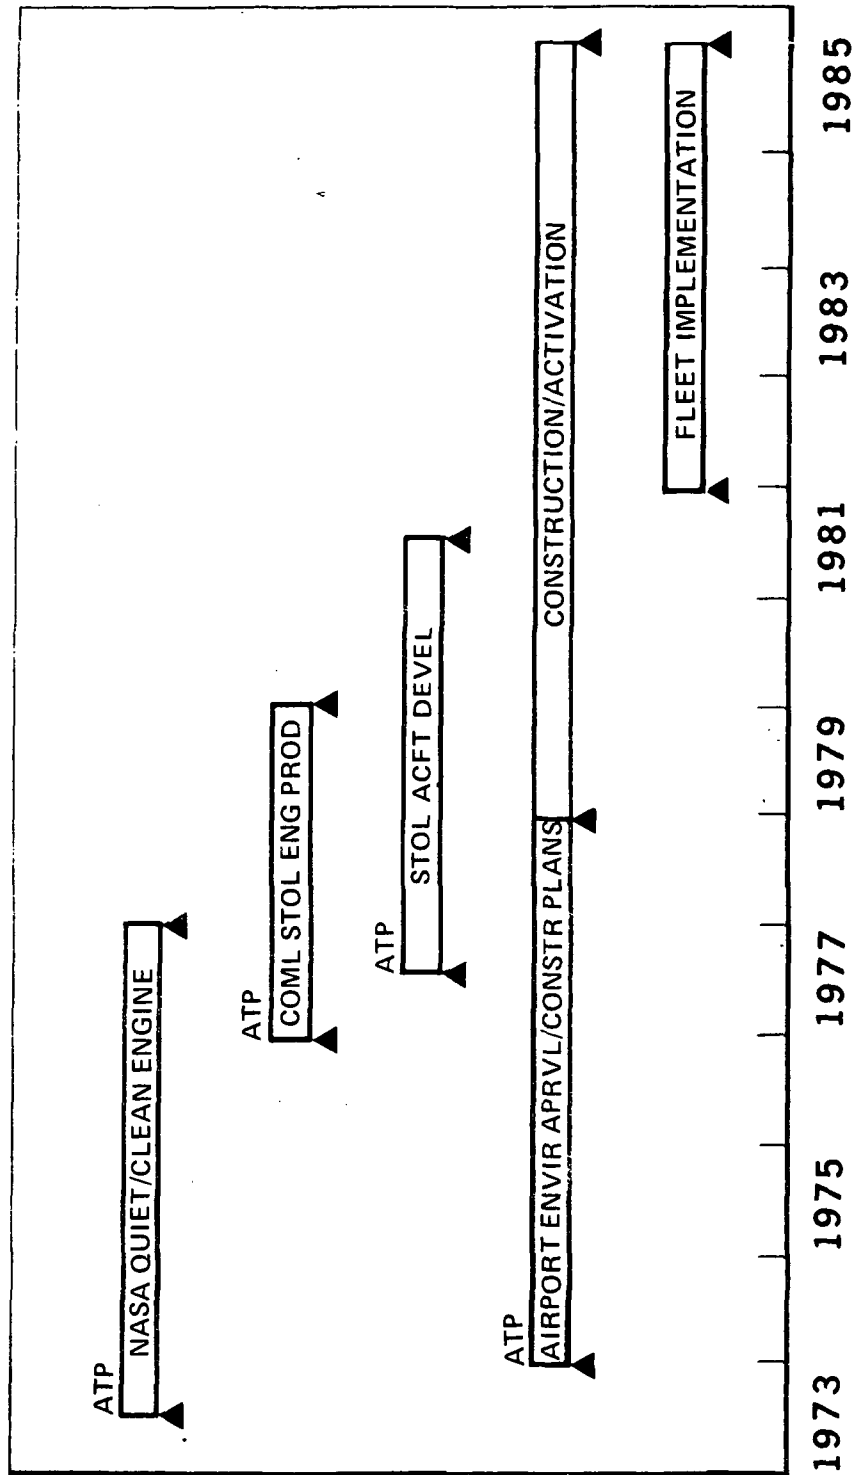 ATP
NASA QUIET/CLEAN ENGINE
ATP
COML STOL ENG PROD
ATP
STOL ACFT DEVEL
ATP
AIRPORT ENVIR APRVL/CONSTR PLANS
CONSTRUCTION/ACTIVATION
FLEET IMPLEMENTATION
1973
1975
1977
1979
1981
1983
1985